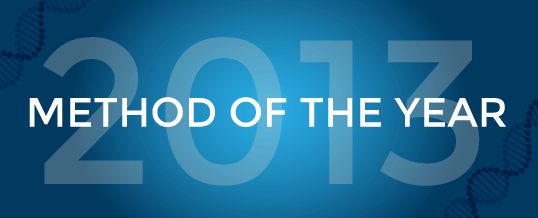 2013
METHOD OF THE YEAR